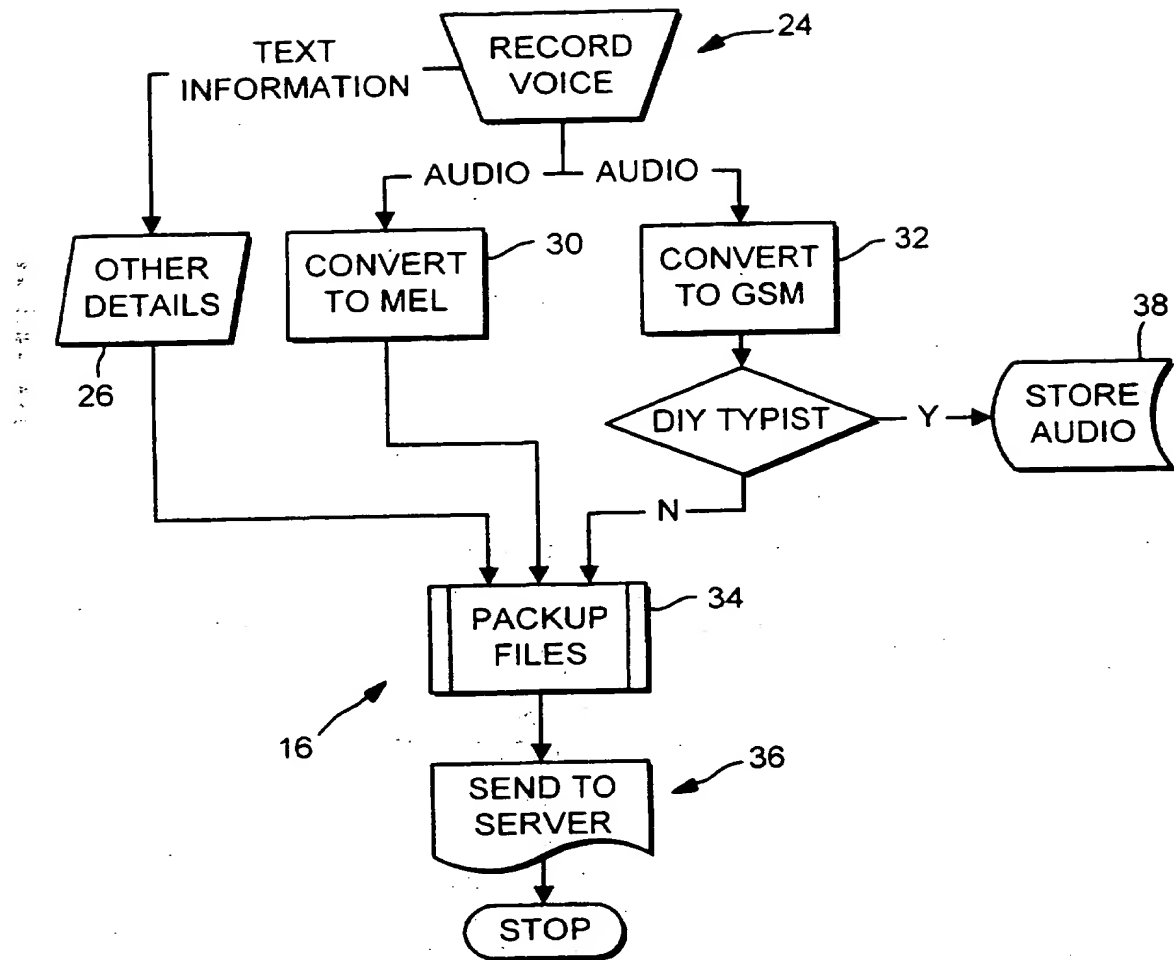 RECORD
VOICE
24
TEXT
INFORMATION
AUDIO
AUDIO
OTHER
DETAILS
26
CONVERT
TO MEL
30
CONVERT
TO GSM
32
DIY TYPIST
Y
STORE
AUDIO
38
N
PACKUP
FILES
34
16
SEND TO
SERVER
36
STOP